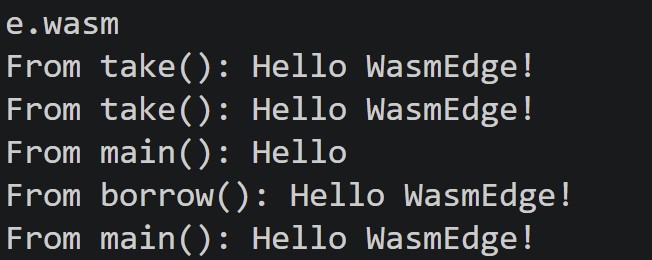 e.wasm
From take(): Hello WasmEdge!
From take(): Hello WasmEdge!
From main(): Hello
From borrow(): Hello WasmEdge!
From main(): Hello WasmEdge!